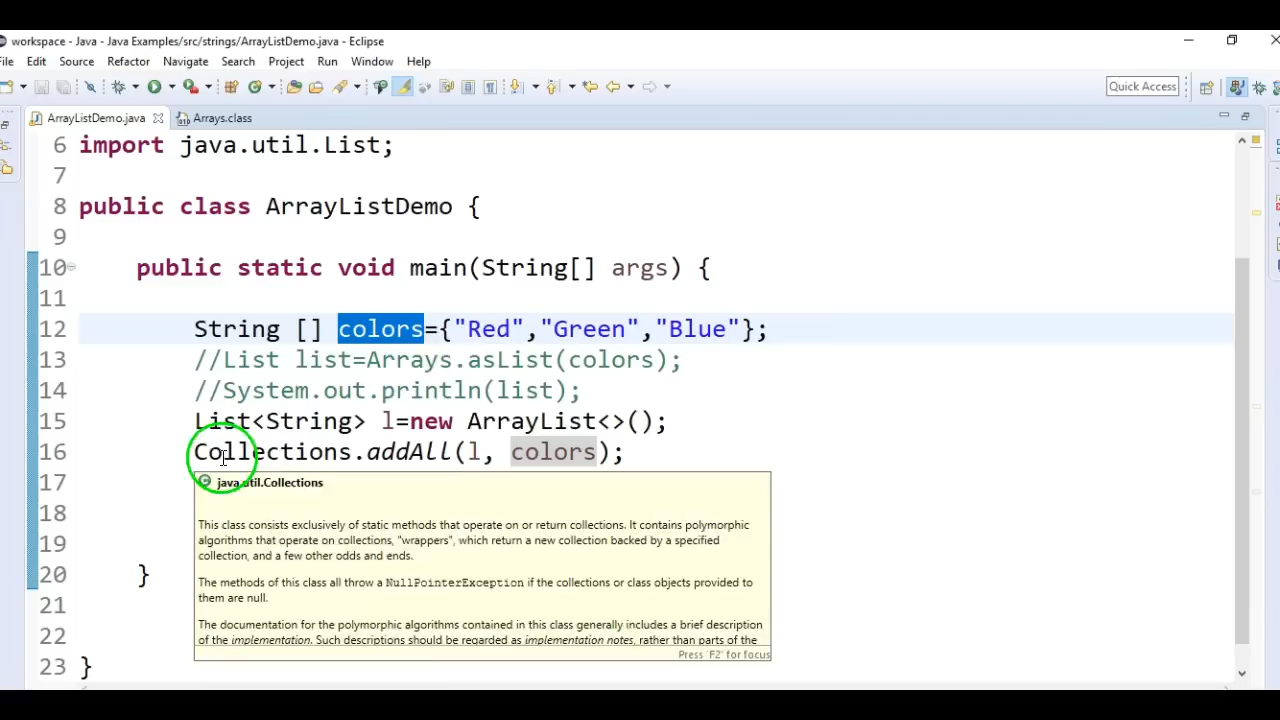 workspace - Java - Java Examples/src/strings/ArrayListDemo.java - Eclipse
File Edit Source Refactor Navigate Search Project Run Window Help
Quick Access
ArrayListDemo.java Arrays.class
6 import java.util.List;
7
8 public class ArrayListDemo {
9
10 public static void main(String[] args) {
11
12 String [] colors={"Red","Green","Blue"};
13 //List list=Arrays.asList(colors);
14 //System.out.println(list);
15 List<String> l=new ArrayList<>();
16 Collections.addAll(l, colors);
17 java.util.Collections
18 This class consists exclusively of static methods that operate on or return collections. It contains polymorphic
algorithms that operate on collections, "wrappers", which return a new collection backed by a specified
19 collection, and a few other odds and ends.
20 } The methods of this class all throw a NullPointerException if the collections or class objects provided to
them are null.
21
22 The documentation for the polymorphic algorithms contained in this class generally includes a brief description
of the implementation. Such descriptions should be regarded as implementation notes, rather than parts of the
Press 'F2' for focus
23 }